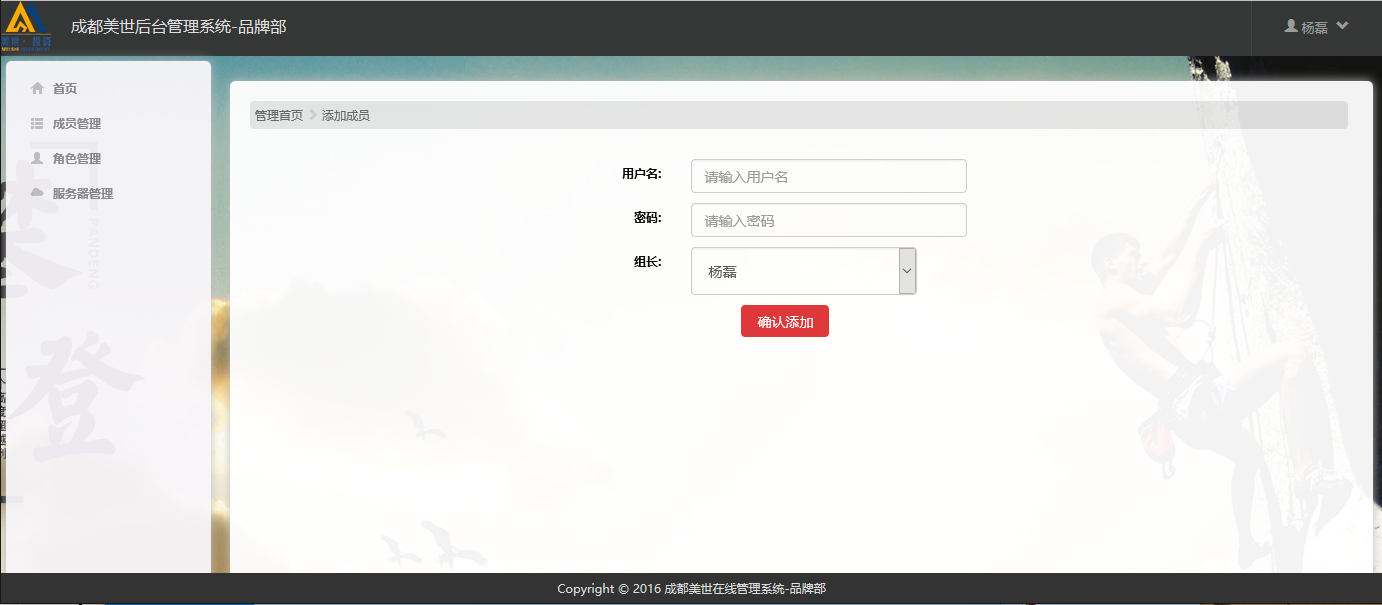 成都美世后台管理系统-品牌部
杨磊
首页
成员管理
角色管理
服务器管理
管理首页 添加成员
用户名: 请输入用户名
密码: 请输入密码
组长: 杨磊
确认添加
PANDENG
登
Copyright © 2016 成都美世在线管理系统-品牌部